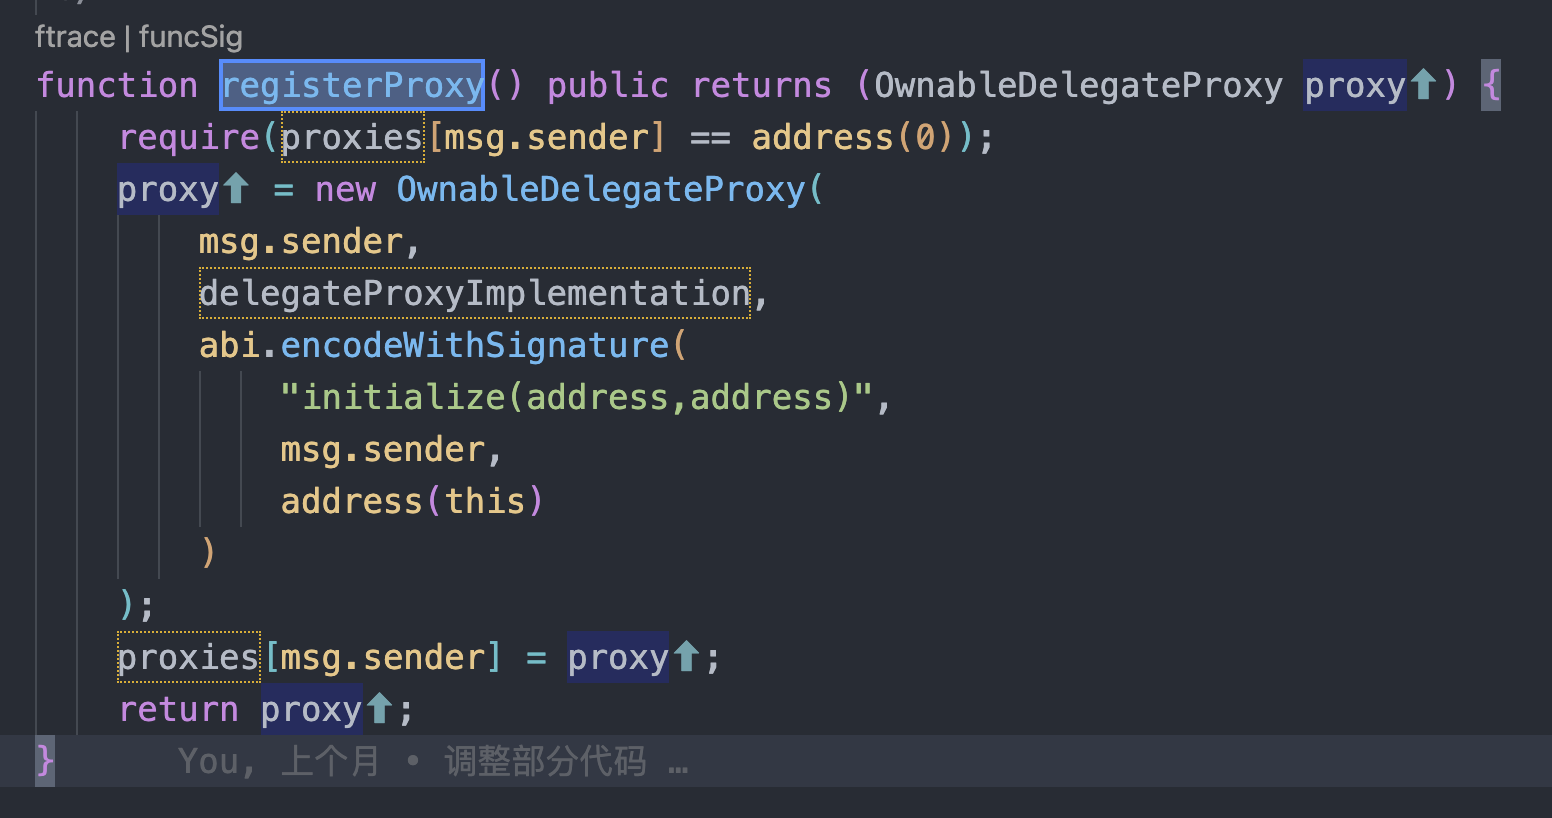 ftrace | funcSig
function registerProxy() public returns (OwnableDelegateProxy proxy⬆) {
require(proxies[msg.sender] == address(0));
proxy⬆ = new OwnableDelegateProxy(
msg.sender,
delegateProxyImplementation,
abi.encodeWithSignature(
"initialize(address,address)",
msg.sender,
address(this)
)
);
proxies[msg.sender] = proxy⬆;
return proxy⬆;
} You, 上个月 • 调整部分代码 …